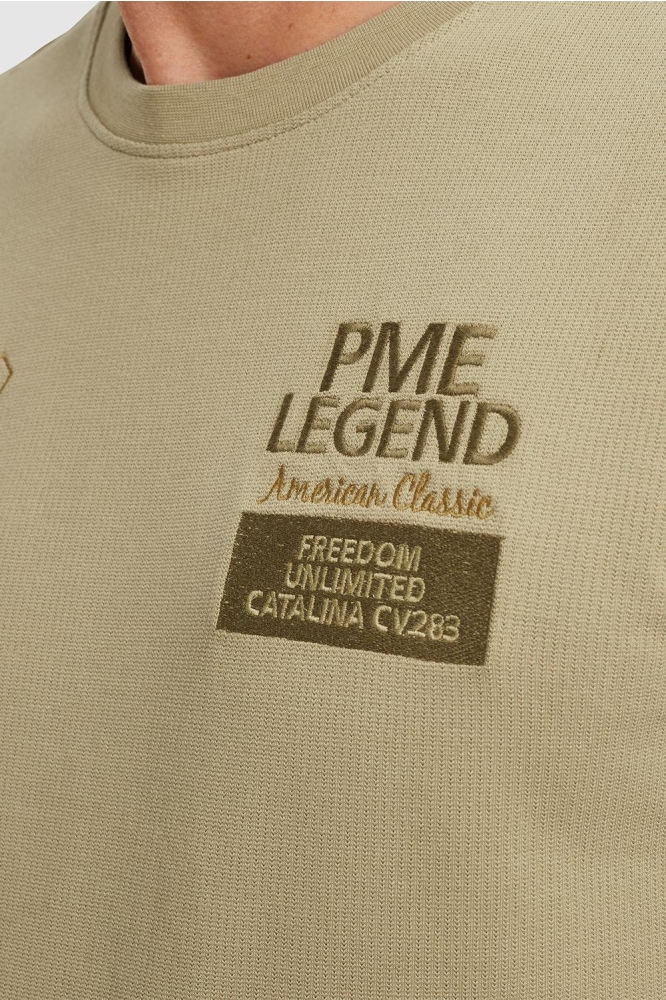 PME
LEGEND
American Classic
FREEDOM
UNLIMITED
CATALINA CV283